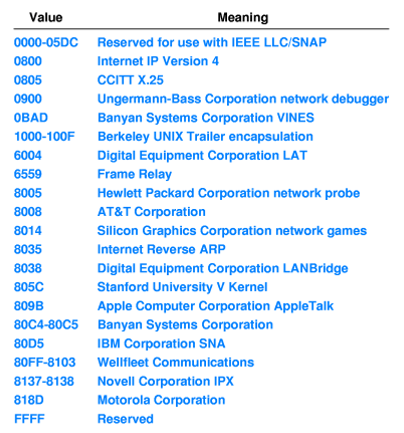 Value Meaning
0000-05DC Reserved for use with IEEE LLC/SNAP
0800 Internet IP Version 4
0805 CCITT X.25
0900 Ungermann-Bass Corporation network debugger
0BAD Banyan Systems Corporation VINES
1000-100F Berkeley UNIX Trailer encapsulation
6004 Digital Equipment Corporation LAT
6559 Frame Relay
8005 Hewlett Packard Corporation network probe
8008 AT&T Corporation
8014 Silicon Graphics Corporation network games
8035 Internet Reverse ARP
8038 Digital Equipment Corporation LANBridge
805C Stanford University V Kernel
809B Apple Computer Corporation AppleTalk
80C4-80C5 Banyan Systems Corporation
80D5 IBM Corporation SNA
80FF-8103 Wellfleet Communications
8137-8138 Novell Corporation IPX
818D Motorola Corporation
FFFF Reserved